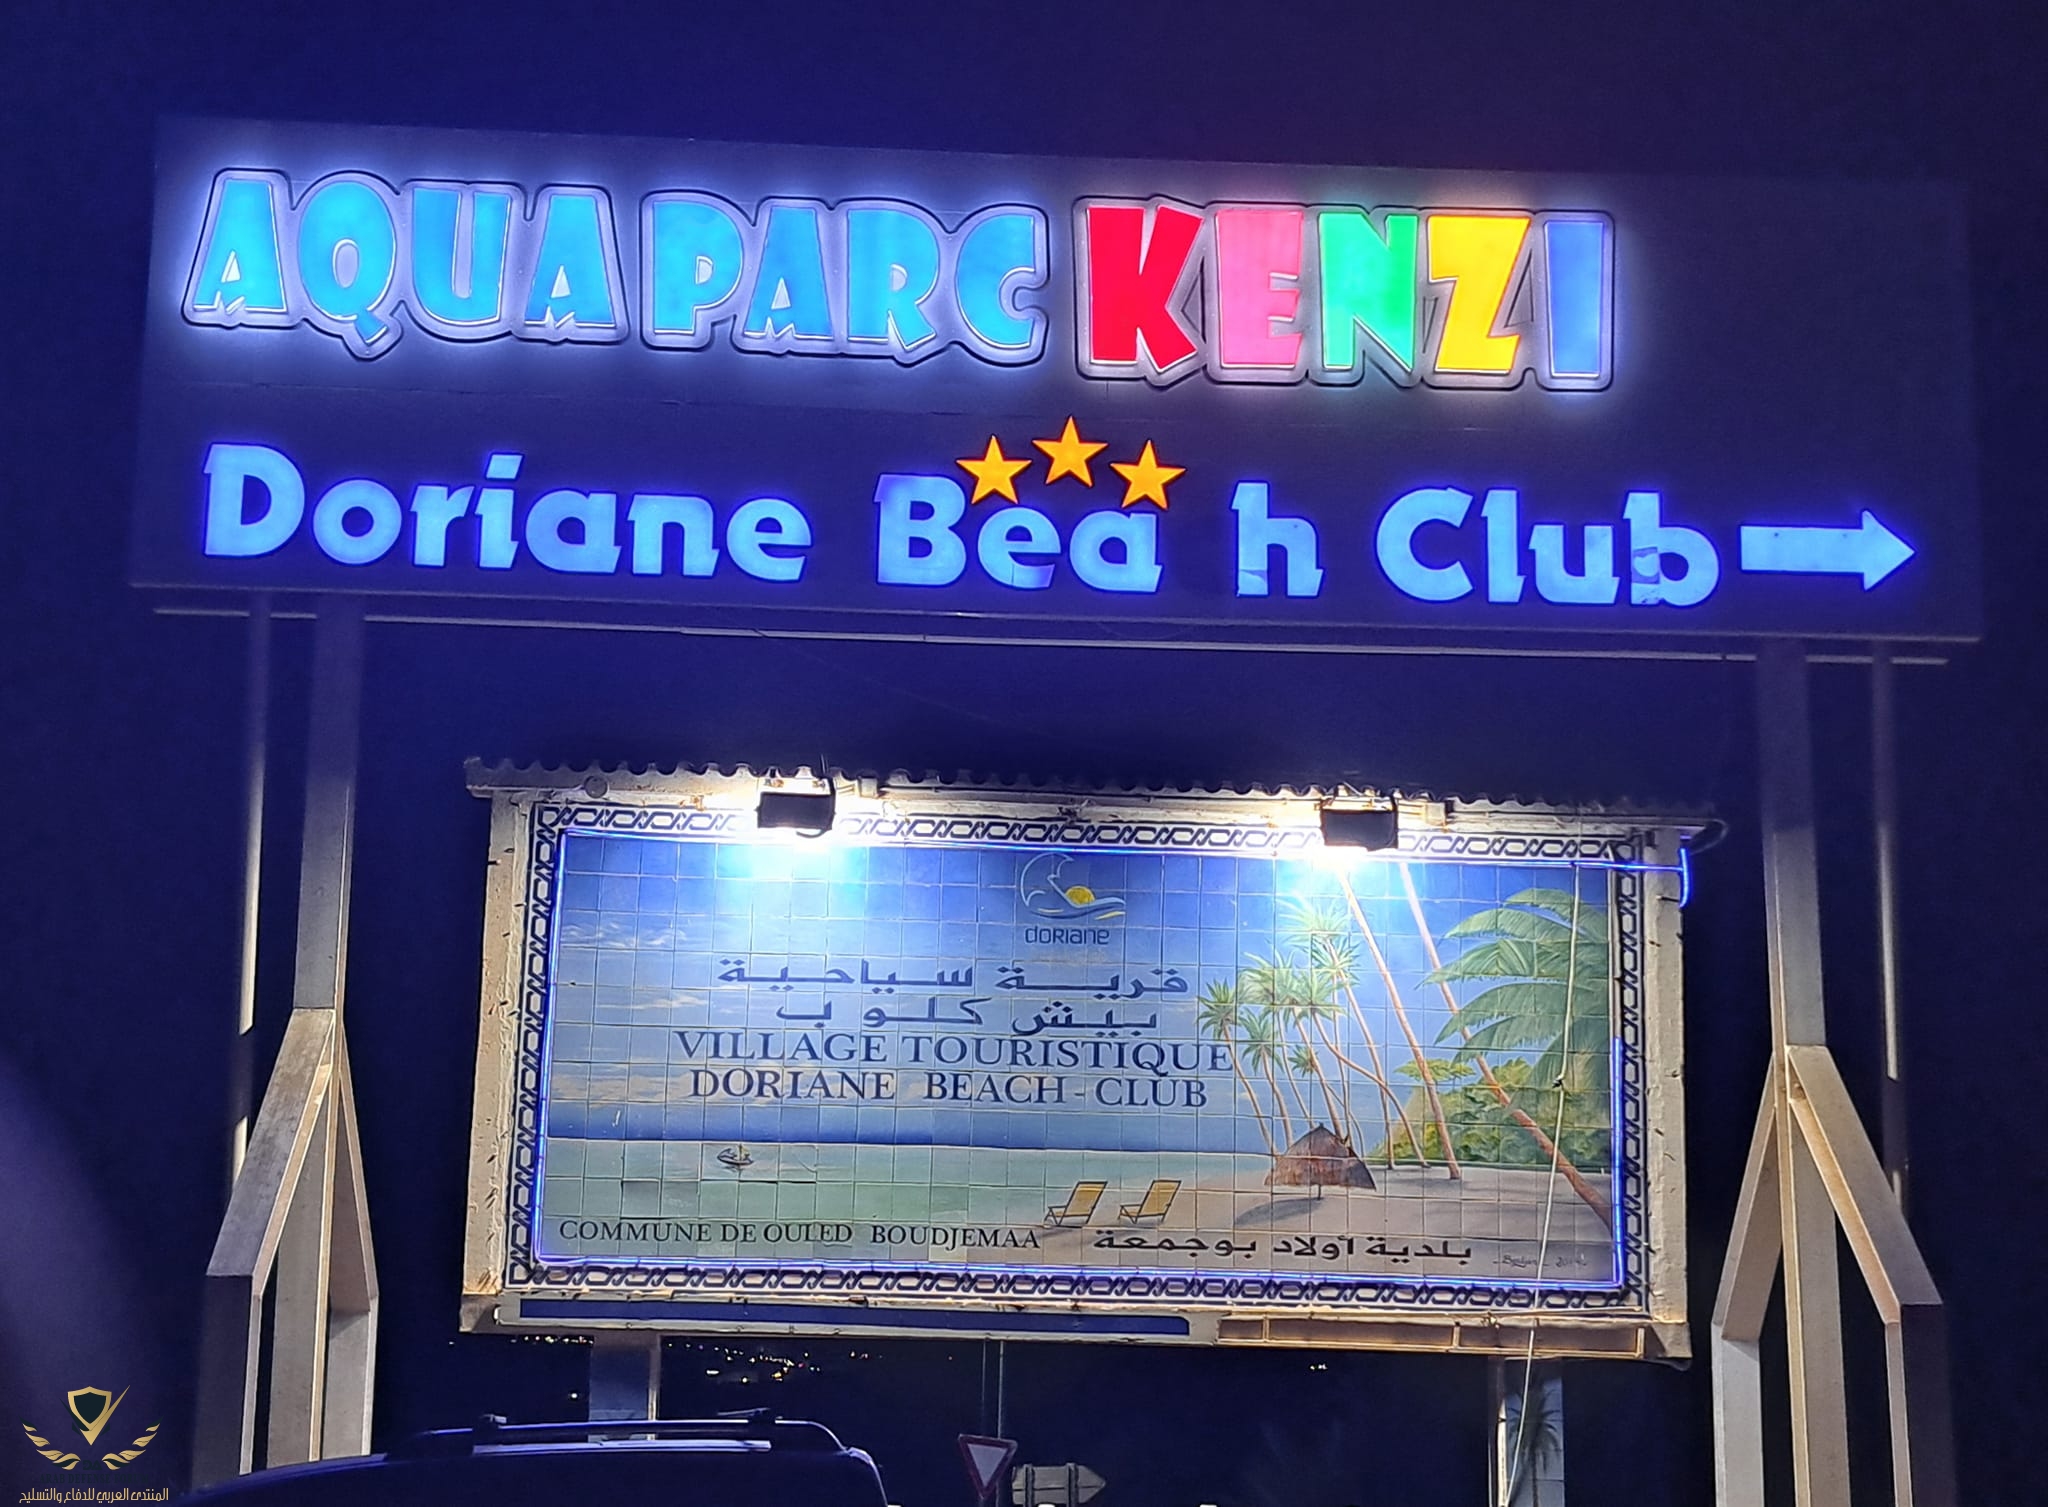 AQUA PARC KENZI
Doriane Bea h Club
doriane
قرية سياحية
بيش كلوب
VILLAGE TOURISTIQUE
DORIANE BEACH - CLUB
COMMUNE DE OULED BOUDJEMAA بلدية أولاد بوجمعة
المنتدى العربي للدفاع والتسليح